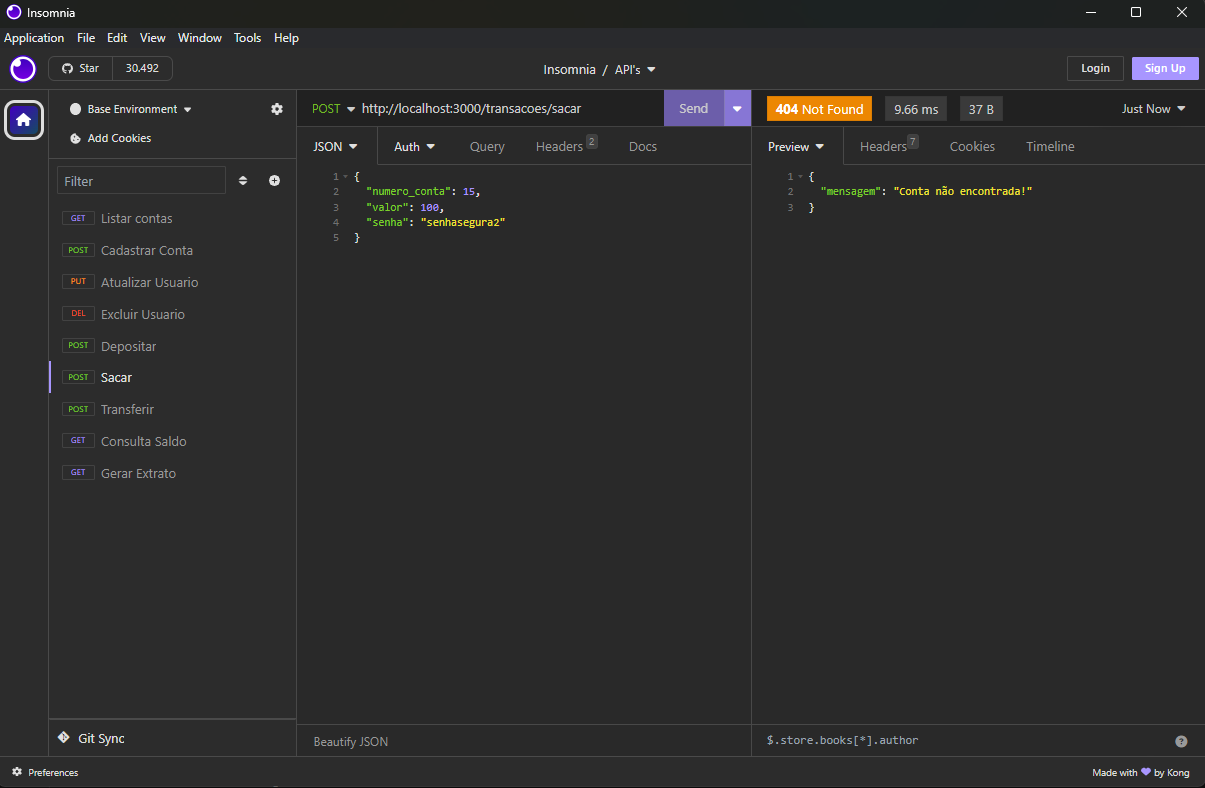 Insomnia
Application File Edit View Window Tools Help
Star 30.492
Insomnia / API's
Login Sign Up
Base Environment
Add Cookies
Filter
GET Listar contas
POST Cadastrar Conta
PUT Atualizar Usuario
DEL Excluir Usuario
POST Depositar
POST Sacar
POST Transferir
GET Consulta Saldo
GET Gerar Extrato
Git Sync
POST http://localhost:3000/transacoes/sacar Send
JSON Auth Query Headers 2 Docs
1 {
2 "numero_conta": 15,
3 "valor": 100,
4 "senha": "senhasegura2"
5 }
Beautify JSON
404 Not Found 9.66 ms 37 B Just Now
Preview Headers 7 Cookies Timeline
1 {
2 "mensagem": "Conta não encontrada!"
3 }
$.store.books[*].author ?
Preferences
Made with 💜 by Kong